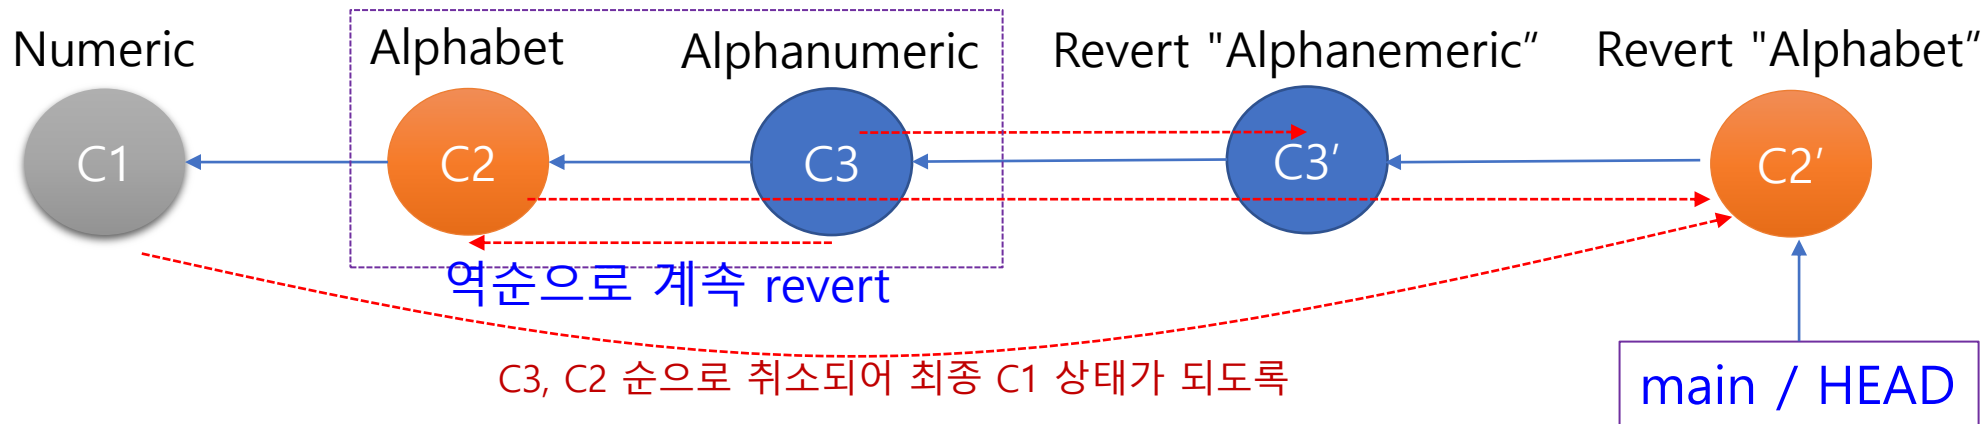 Numeric
Alphabet
Alphanumeric
Revert "Alphanemeric”
Revert "Alphabet”
C1
C2
C3
C3’
C2’
역순으로 계속 revert
C3, C2 순으로 취소되어 최종 C1 상태가 되도록
main / HEAD